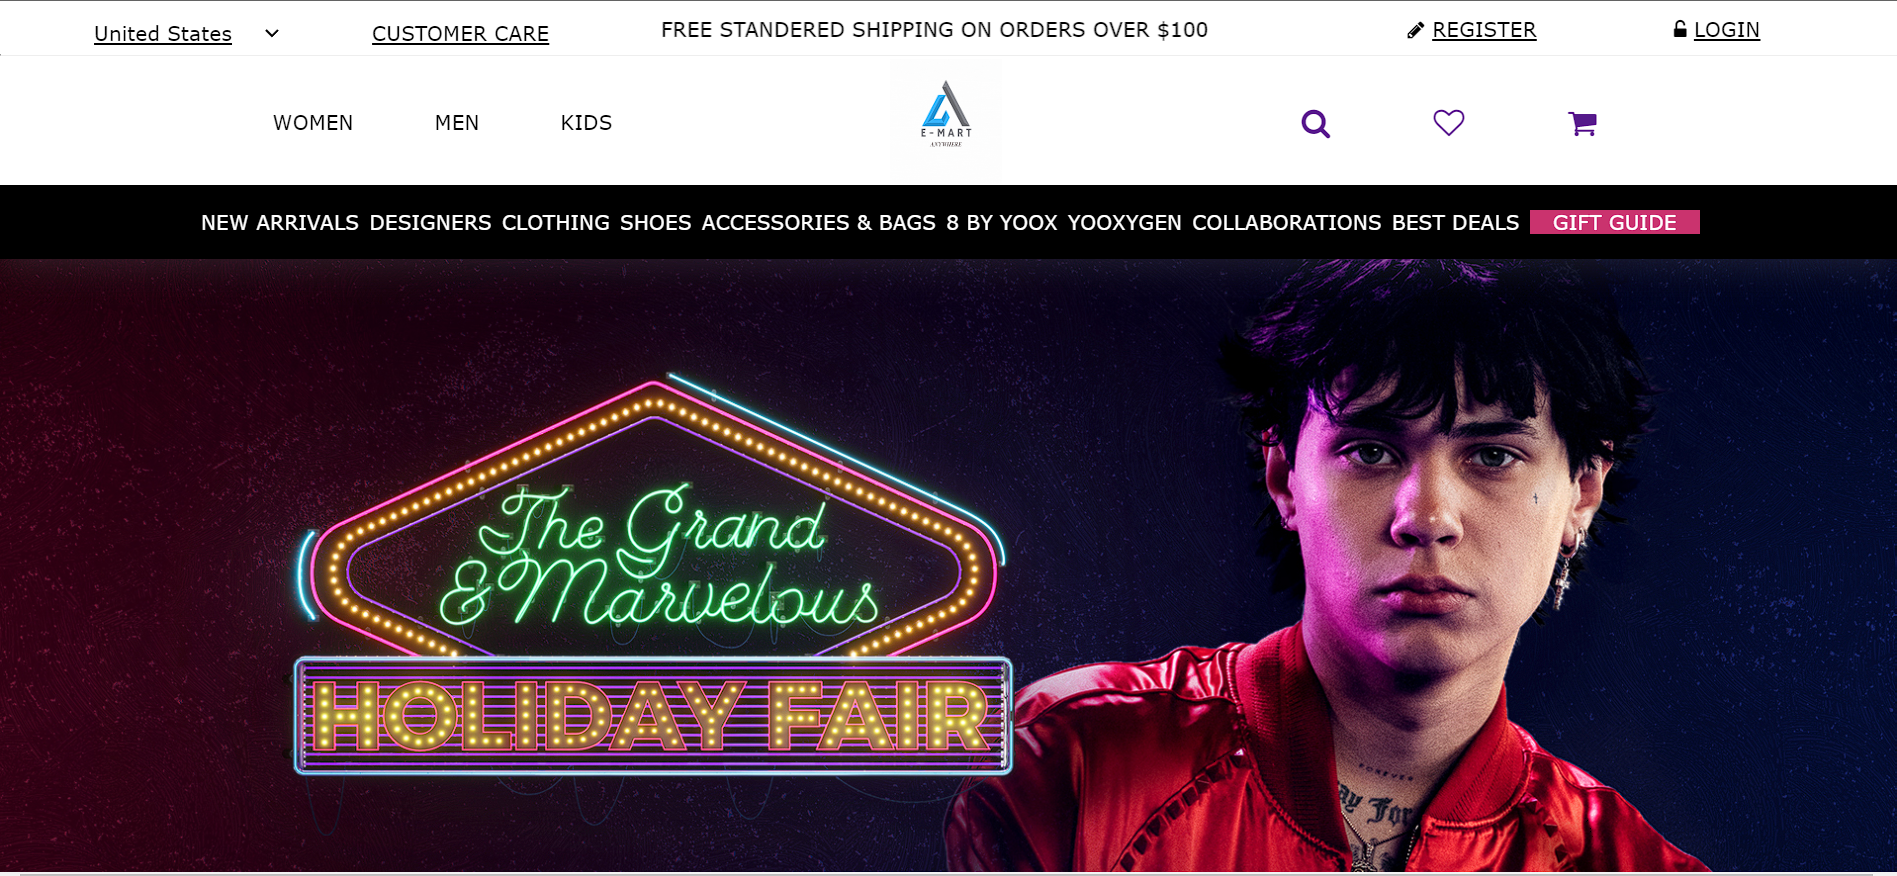 United States
CUSTOMER CARE
FREE STANDERED SHIPPING ON ORDERS OVER $100
REGISTER
LOGIN
WOMEN
MEN
KIDS
E-MART
ANYWHERE
NEW ARRIVALS DESIGNERS CLOTHING SHOES ACCESSORIES & BAGS 8 BY YOOX YOOXYGEN COLLABORATIONS BEST DEALS GIFT GUIDE
The Grand
& Marvelous
HOLIDAY FAIR
FOREVER